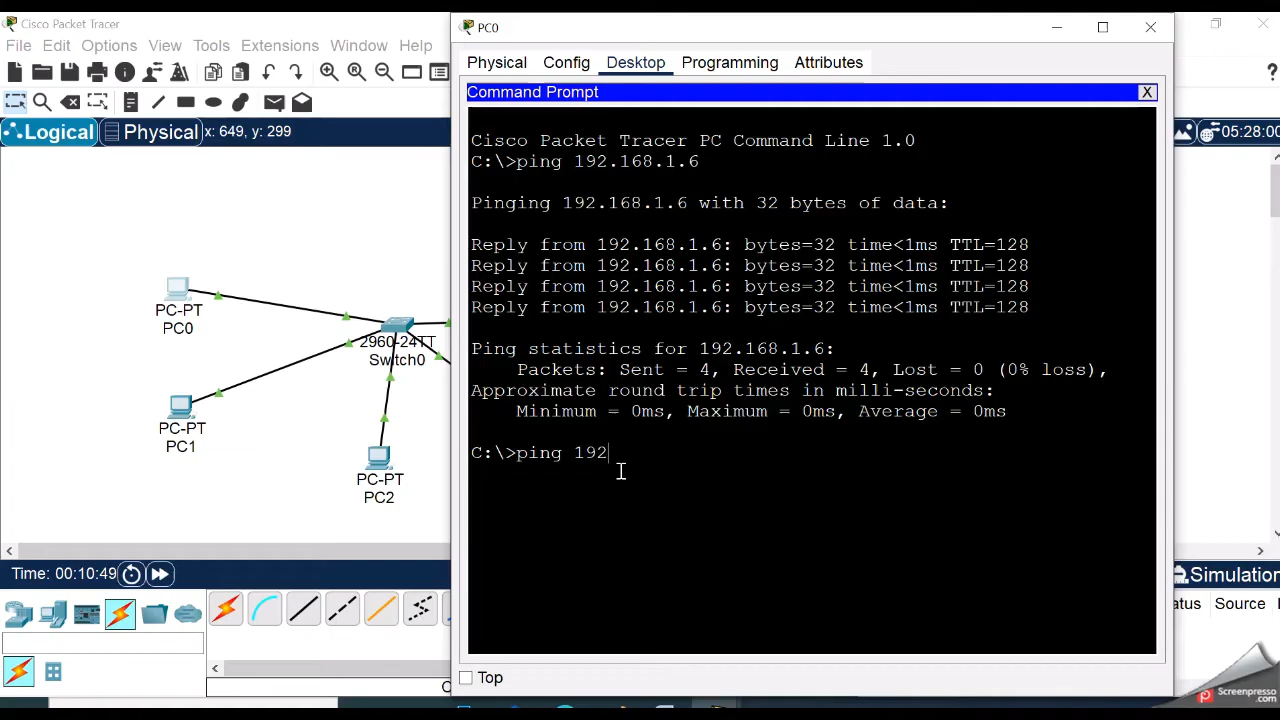 Cisco Packet Tracer
File Edit Options View Tools Extensions Window Help
Logical Physical x: 649, y: 299
PC-PT
PC0
2960-24TT
Switch0
PC-PT
PC1
PC-PT
PC2
Time: 00:10:49
PC0
Physical Config Desktop Programming Attributes
Command Prompt X
Cisco Packet Tracer PC Command Line 1.0
C:\>ping 192.168.1.6
Pinging 192.168.1.6 with 32 bytes of data:
Reply from 192.168.1.6: bytes=32 time<1ms TTL=128
Reply from 192.168.1.6: bytes=32 time<1ms TTL=128
Reply from 192.168.1.6: bytes=32 time<1ms TTL=128
Reply from 192.168.1.6: bytes=32 time<1ms TTL=128
Ping statistics for 192.168.1.6:
Packets: Sent = 4, Received = 4, Lost = 0 (0% loss),
Approximate round trip times in milli-seconds:
Minimum = 0ms, Maximum = 0ms, Average = 0ms
C:\>ping 192
Top
?
05:28:00
Simulation
atus Source
Screenpresso
.com